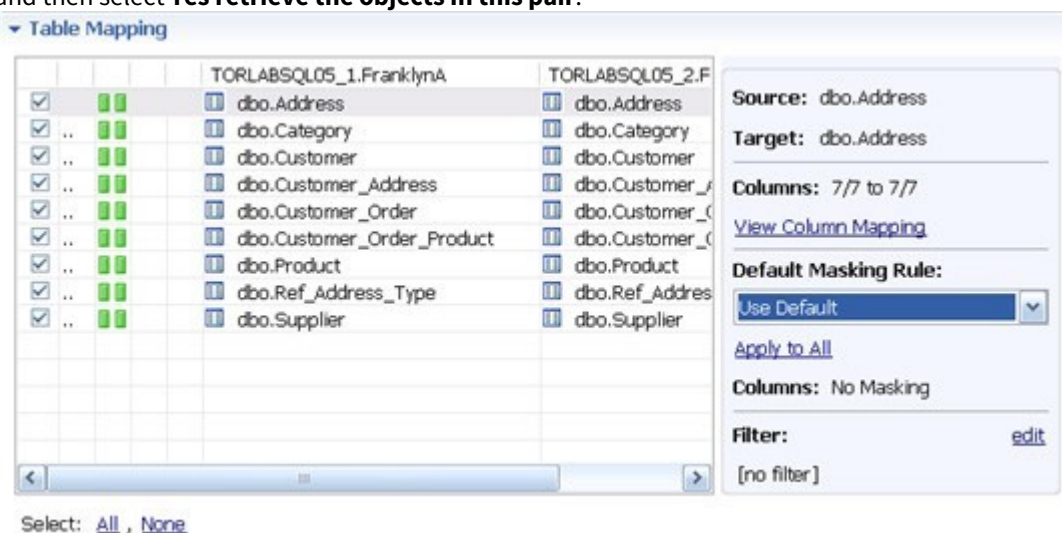 and then select Yes retrieve the objects in this pair.
Table Mapping
TORLABSQL05_1.FranklynA TORLABSQL05_2.F
dbo.Address dbo.Address
.. dbo.Category dbo.Category
.. dbo.Customer dbo.Customer
.. dbo.Customer_Address dbo.Customer_A
.. dbo.Customer_Order dbo.Customer_O
.. dbo.Customer_Order_Product dbo.Customer_O
.. dbo.Product dbo.Product
.. dbo.Ref_Address_Type dbo.Ref_Addres
.. dbo.Supplier dbo.Supplier
Source: dbo.Address
Target: dbo.Address
Columns: 7/7 to 7/7
View Column Mapping
Default Masking Rule:
Use Default
Apply to All
Columns: No Masking
Filter: edit
[no filter]
Select: All , None